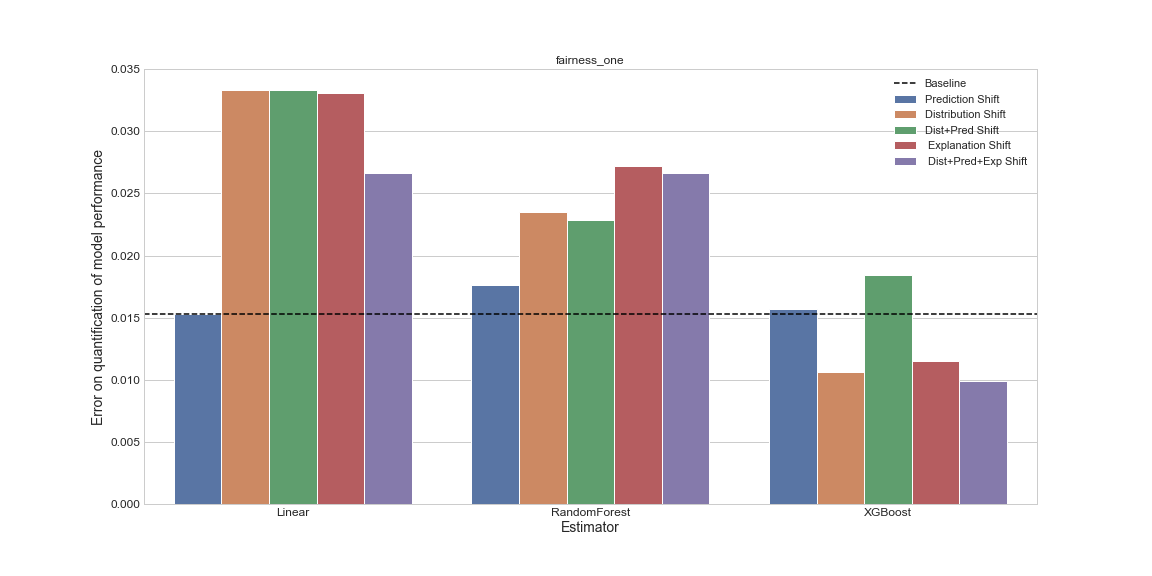 fairness_one
0.035
0.030
0.025
0.020
0.015
0.010
0.005
0.000
Error on quantification of model performance
Baseline
Prediction Shift
Distribution Shift
Dist+Pred Shift
Explanation Shift
Dist+Pred+Exp Shift
Linear
RandomForest
XGBoost
Estimator